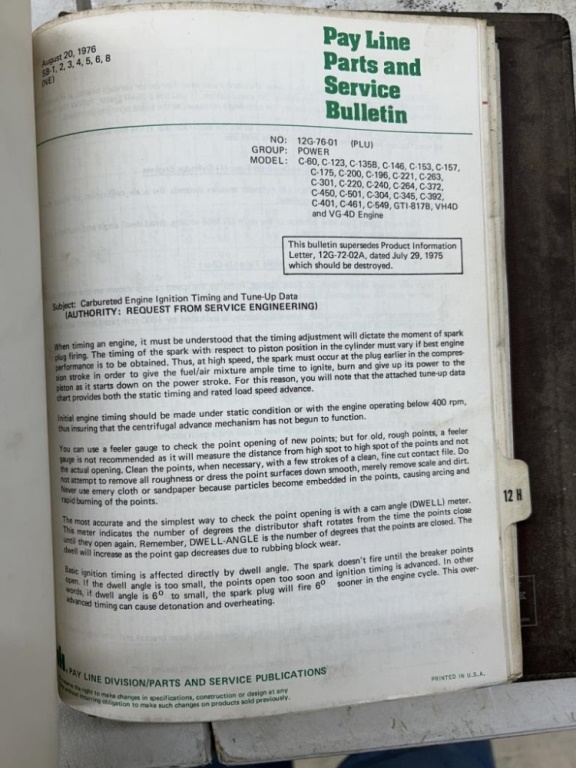 August 20, 1976
SB-1, 2, 3, 4, 5, 6, 8
(NE)
Pay Line
Parts and
Service
Bulletin
NO: 12G-76-01 (PLU)
GROUP: POWER
MODEL: C-60, C-123, C-135B, C-146, C-153, C-157,
C-175, C-200, C-196, C-221, C-263,
C-301, C-220, C-240, C-264, C-372,
C-450, C-501, C-304, C-345, C-392,
C-401, C-461, C-549, GTI-817B, VH4D
and VG-4D Engine
This bulletin supersedes Product Information
Letter, 12G-72-02A, dated July 29, 1975
which should be destroyed.
Subject: Carbureted Engine Ignition Timing and Tune-Up Data
(AUTHORITY: REQUEST FROM SERVICE ENGINEERING)
When timing an engine, it must be understood that the timing adjustment will dictate the moment of spark
plug firing. The timing of the spark with respect to piston position in the cylinder must vary if best engine
performance is to be obtained. Thus, at high speed, the spark must occur at the plug earlier in the compres-
sion stroke in order to give the fuel/air mixture ample time to ignite, burn and give up its power to the
piston as it starts down on the power stroke. For this reason, you will note that the attached tune-up data
chart provides both the static timing and rated load speed advance.
Initial engine timing should be made under static condition or with the engine operating below 400 rpm,
thus insuring that the centrifugal advance mechanism has not begun to function.
You can use a feeler gauge to check the point opening of new points; but for old, rough points, a feeler
gauge is not recommended as it will measure the distance from high spot to high spot of the points and not
the actual opening. Clean the points, when necessary, with a few strokes of a clean, fine cut contact file. Do
not attempt to remove all roughness or dress the point surfaces down smooth, merely remove scale and dirt.
Never use emery cloth or sandpaper because particles become embedded in the points, causing arcing and
rapid burning of the points.
The most accurate and the simplest way to check the point opening is with a cam angle (DWELL) meter.
This meter indicates the number of degrees the distributor shaft rotates from the time the points close
until they open again. Remember, DWELL-ANGLE is the number of degrees that the points are closed. The
dwell will increase as the point gap decreases due to rubbing block wear.
Basic ignition timing is affected directly by dwell angle. The spark doesn't fire until the breaker points
open. If the dwell angle is too small, the points open too soon and ignition timing is advanced. In other
words, if dwell angle is 6° to small, the spark plug will fire 6° sooner in the engine cycle. This over-
advanced timing can cause detonation and overheating.
12 H
PAY LINE DIVISION/PARTS AND SERVICE PUBLICATIONS
PRINTED IN U.S.A.
right to make changes in specifications, construction or design at any
incurring obligation to make such changes on products sold previously.